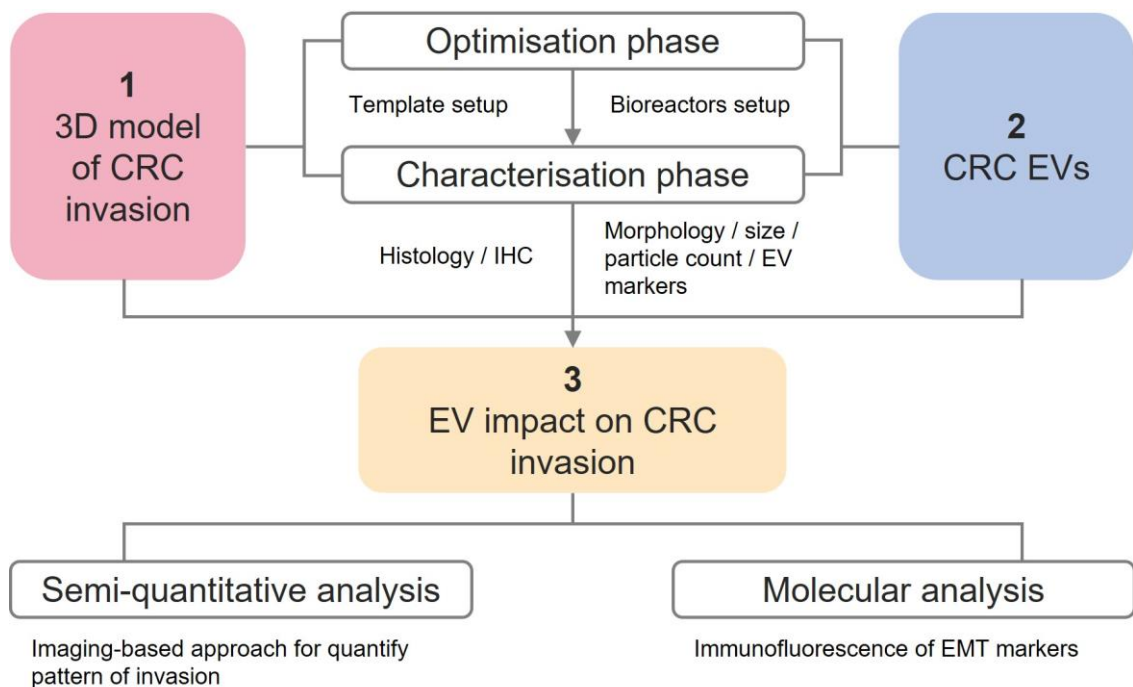 1
3D model
of CRC
invasion
Optimisation phase
Template setup
Bioreactors setup
Characterisation phase
Histology / IHC
Morphology / size /
particle count / EV
markers
2
CRC EVs
3
EV impact on CRC
invasion
Semi-quantitative analysis
Imaging-based approach for quantify
pattern of invasion
Molecular analysis
Immunofluorescence of EMT markers